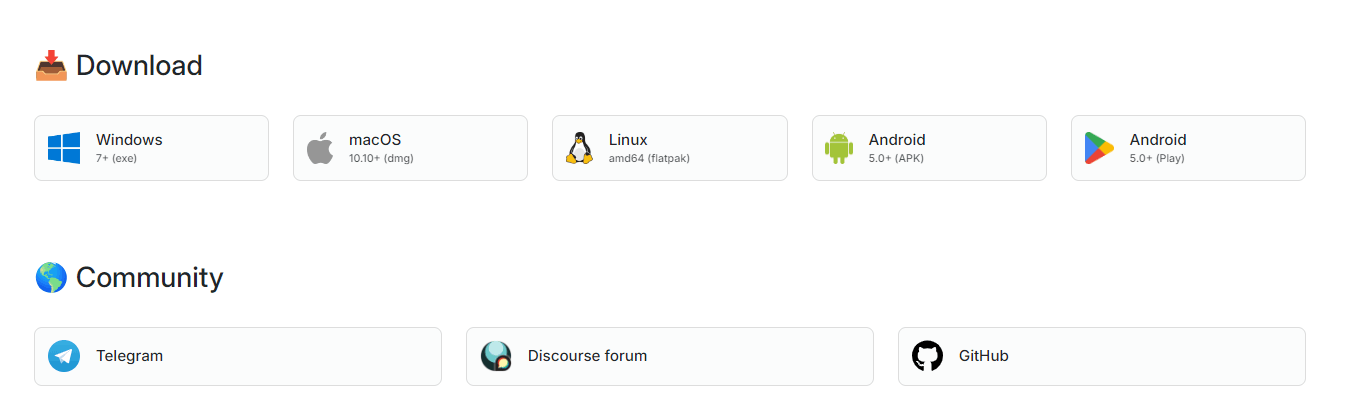 Download
Windows
7+ (exe)
macOS
10.10+ (dmg)
Linux
amd64 (flatpak)
Android
5.0+ (APK)
Android
5.0+ (Play)
Community
Telegram
Discourse forum
GitHub